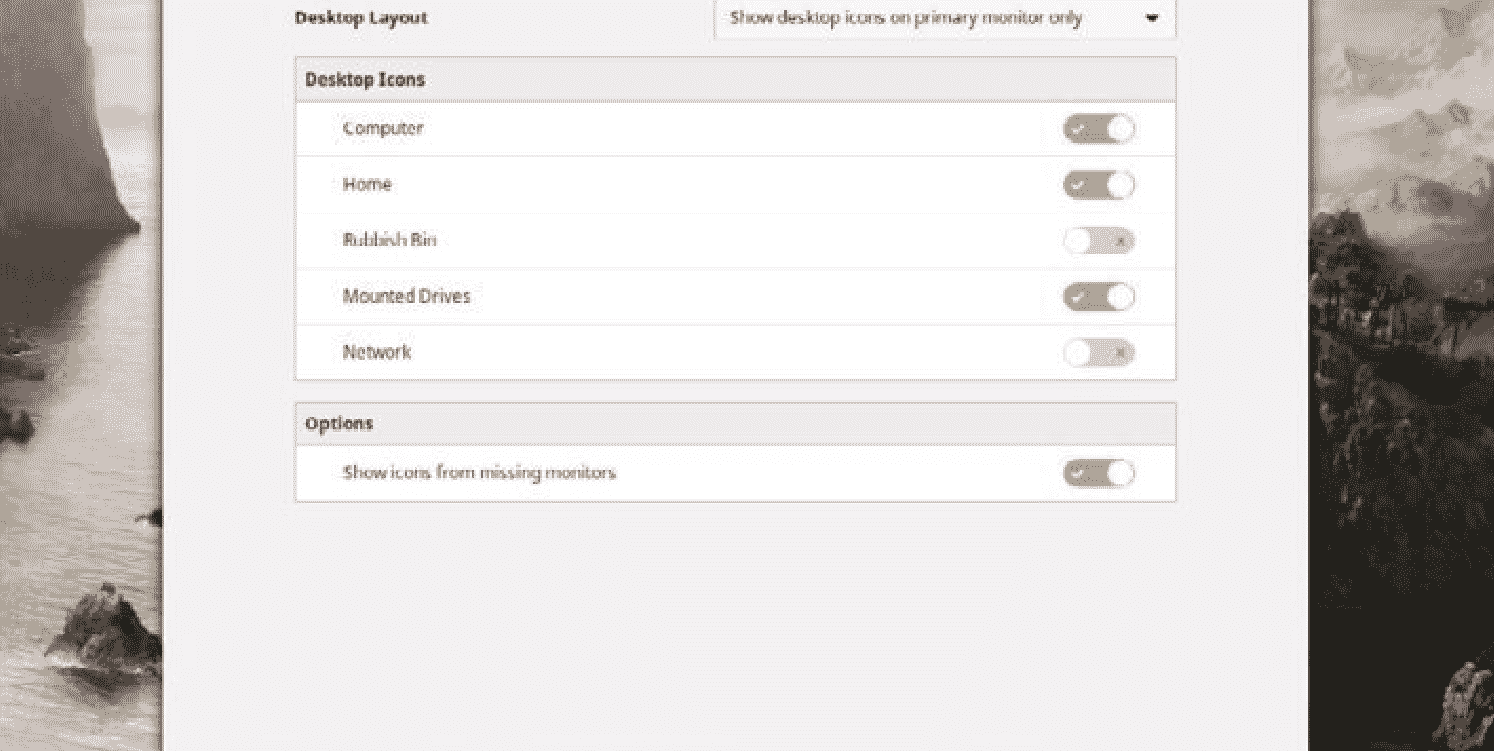 Desktop Layout
Show desktop icons on primary monitor only
Desktop Icons
Computer
Home
Rubbish Bin
Mounted Drives
Network
Options
Show icons from missing monitors